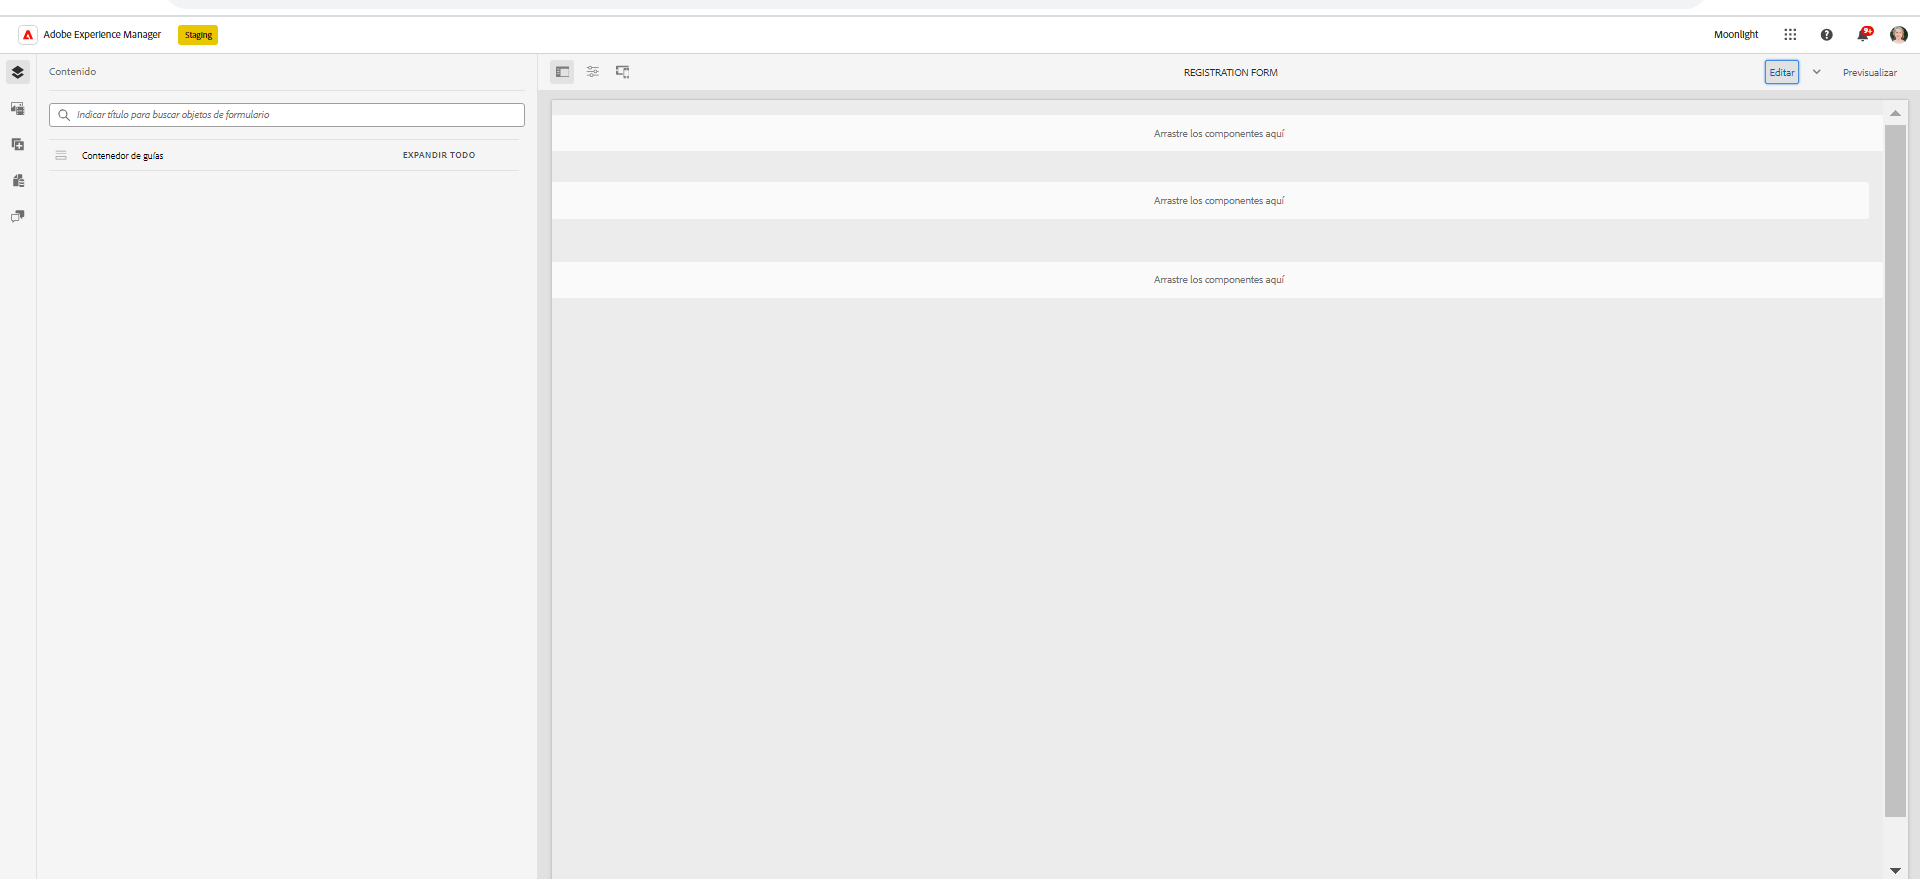 Adobe Experience Manager
Staging
Moonlight
9+
Contenido
REGISTRATION FORM
Editar
Previsualizar
Indicar título para buscar objetos de formulario
Contenedor de guías
EXPANDIR TODO
Arrastre los componentes aquí
Arrastre los componentes aquí
Arrastre los componentes aquí